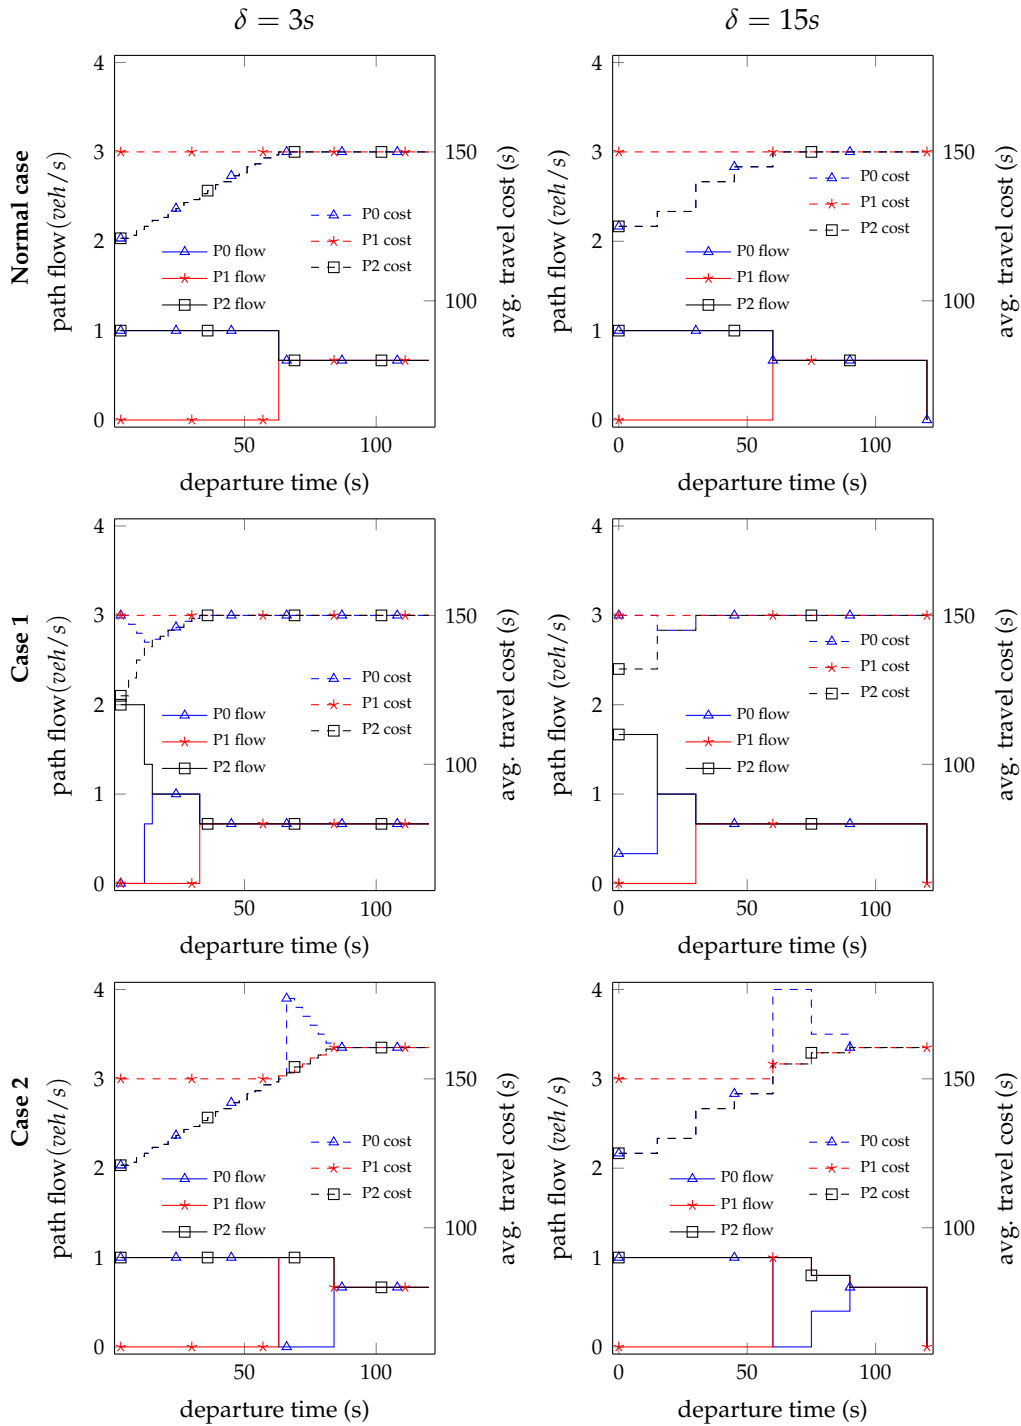 δ = 3s
δ = 15s
Normal case
path flow (veh/s)
4
3
2
1
0
50
100
departure time (s)
150
100
avg. travel cost (s)
P0 cost
P1 cost
P2 cost
P0 flow
P1 flow
P2 flow
path flow (veh/s)
4
3
2
1
0
0
50
100
departure time (s)
150
100
avg. travel cost (s)
P0 cost
P1 cost
P2 cost
P0 flow
P1 flow
P2 flow
Case 1
path flow (veh/s)
4
3
2
1
0
50
100
departure time (s)
150
100
avg. travel cost (s)
P0 cost
P1 cost
P2 cost
P0 flow
P1 flow
P2 flow
path flow (veh/s)
4
3
2
1
0
0
50
100
departure time (s)
150
100
avg. travel cost (s)
P0 cost
P1 cost
P2 cost
P0 flow
P1 flow
P2 flow
Case 2
path flow (veh/s)
4
3
2
1
0
50
100
departure time (s)
150
100
avg. travel cost (s)
P0 cost
P1 cost
P2 cost
P0 flow
P1 flow
P2 flow
path flow (veh/s)
4
3
2
1
0
0
50
100
departure time (s)
150
100
avg. travel cost (s)
P0 cost
P1 cost
P2 cost
P0 flow
P1 flow
P2 flow